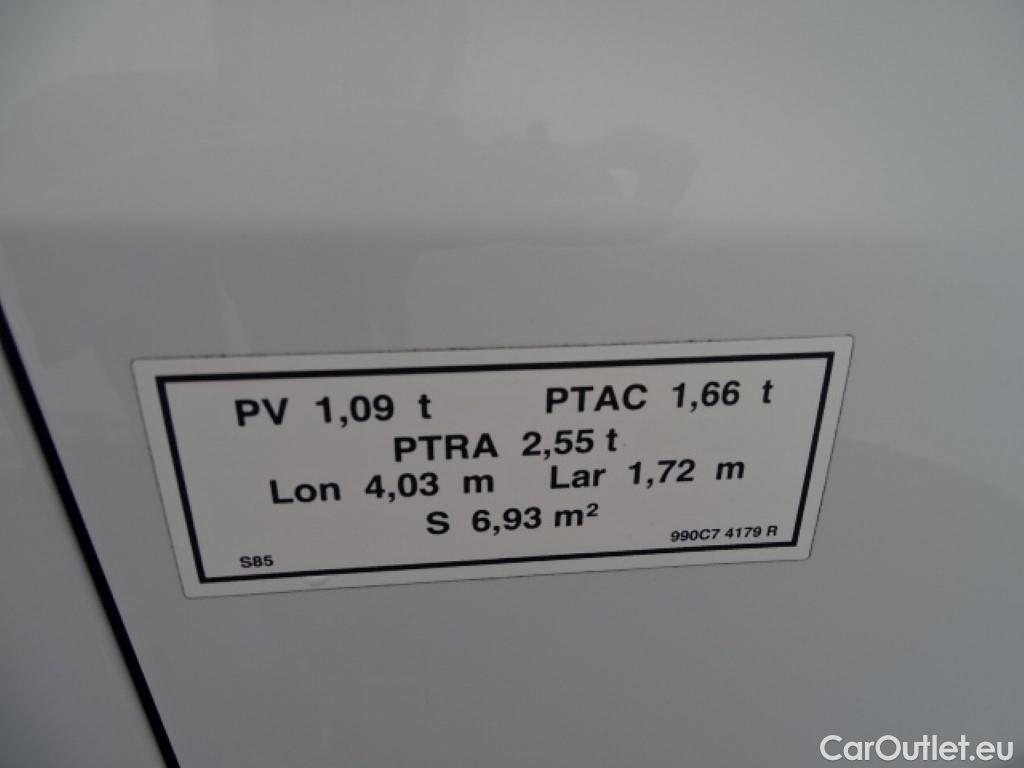 PV 1,09 t PTAC 1,66 t
PTRA 2,55 t
Lon 4,03 m Lar 1,72 m
S 6,93 m²
S85 990C7 4179 R
CarOutlet.eu